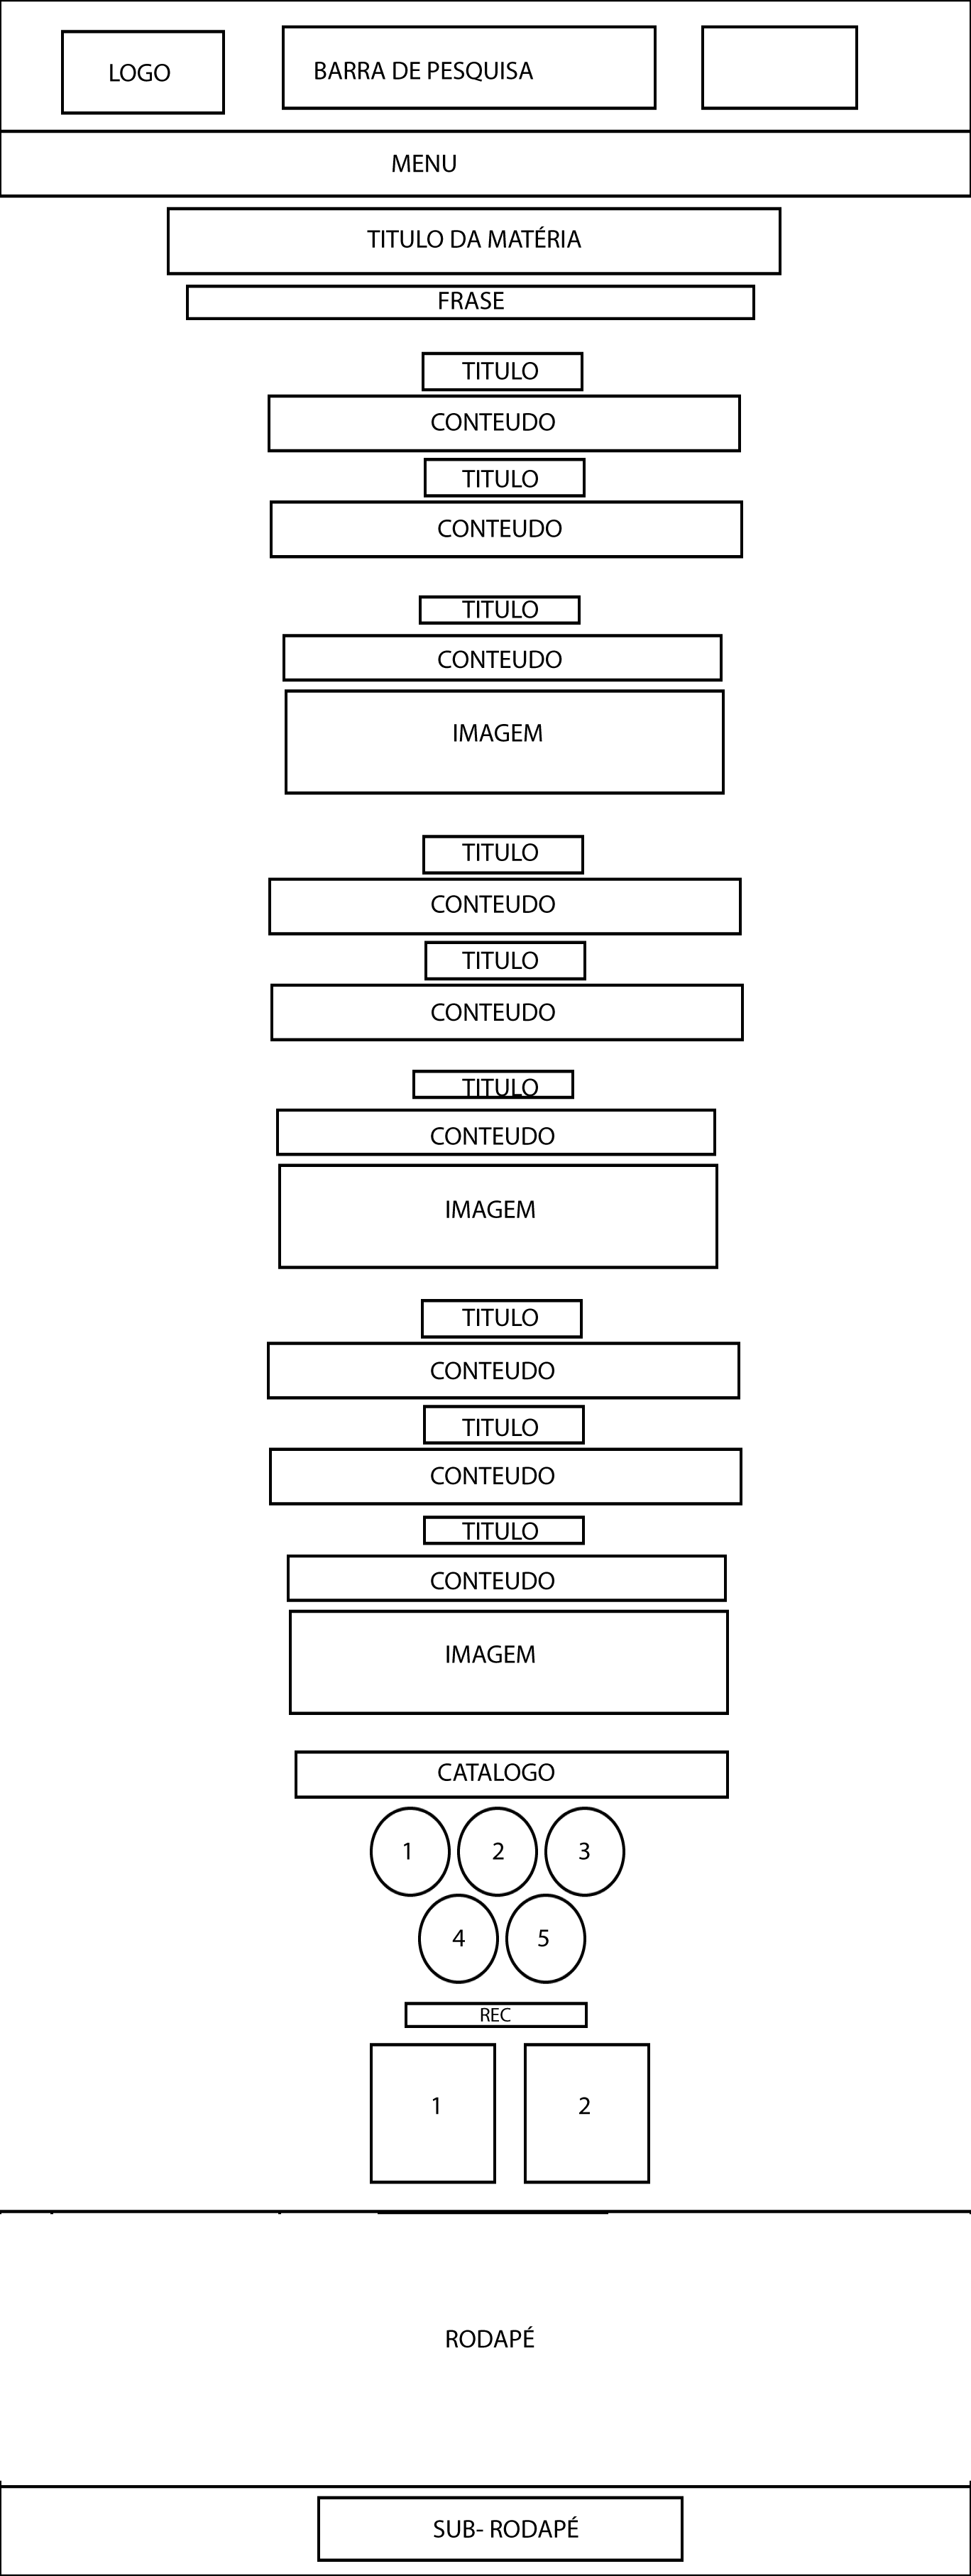 LOGO
BARRA DE PESQUISA
MENU
TITULO DA MATÉRIA
FRASE
TITULO
CONTEUDO
TITULO
CONTEUDO
TITULO
CONTEUDO
IMAGEM
TITULO
CONTEUDO
TITULO
CONTEUDO
TITULO
CONTEUDO
IMAGEM
TITULO
CONTEUDO
TITULO
CONTEUDO
TITULO
CONTEUDO
IMAGEM
CATALOGO
1 2 3
4 5
REC
1 2
RODAPÉ
SUB- RODAPÉ